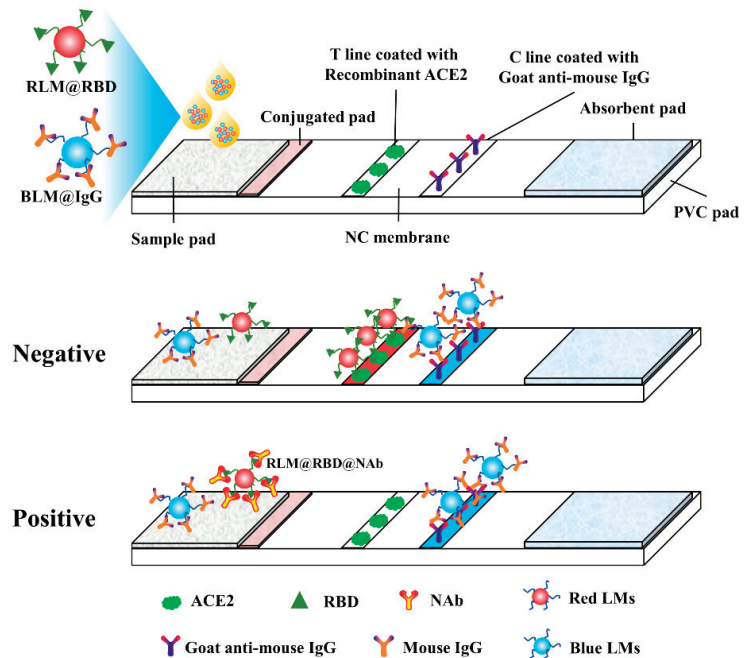 RLM@RBD
BLM@IgG
T line coated with
Recombinant ACE2
C line coated with
Goat anti-mouse IgG
Conjugated pad
Absorbent pad
Sample pad
NC membrane
PVC pad
Negative
Positive
RLM@RBD@NAb
ACE2
RBD
NAb
Red LMs
Goat anti-mouse IgG
Mouse IgG
Blue LMs